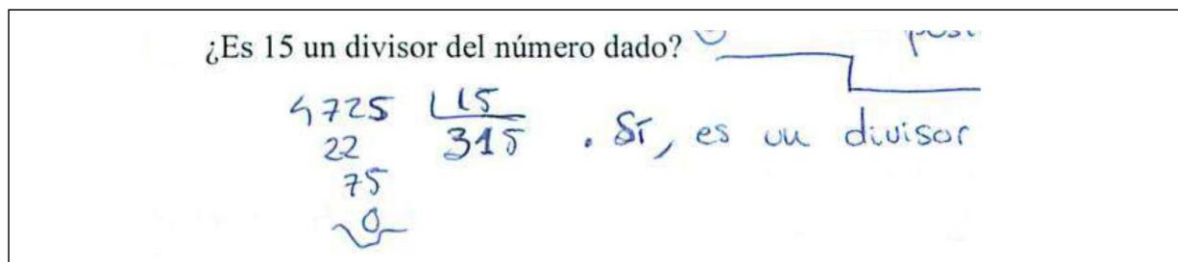 ¿Es 15 un divisor del número dado?
4725 15
22 315 . Sí, es un divisor
75
0